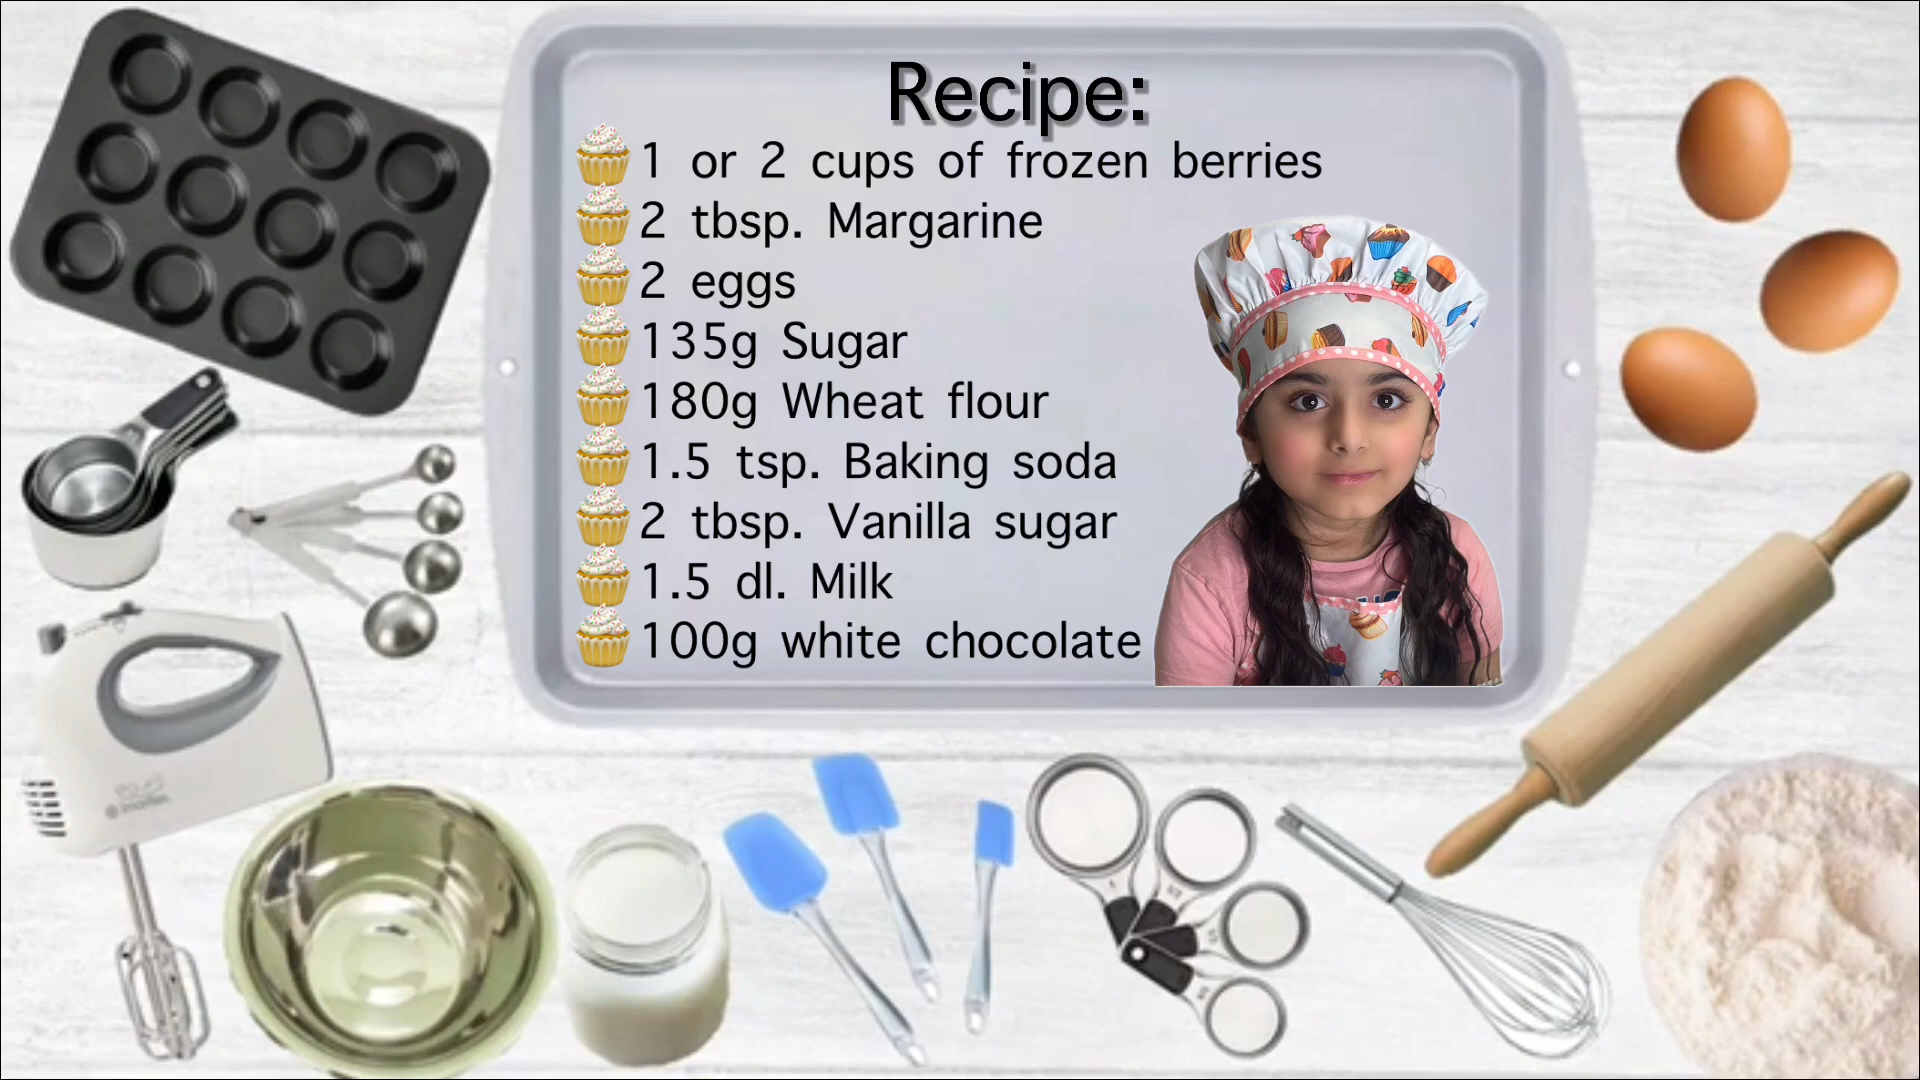 Recipe:
1 or 2 cups of frozen berries
2 tbsp. Margarine
2 eggs
135g Sugar
180g Wheat flour
1.5 tsp. Baking soda
2 tbsp. Vanilla sugar
1.5 dl. Milk
100g white chocolate